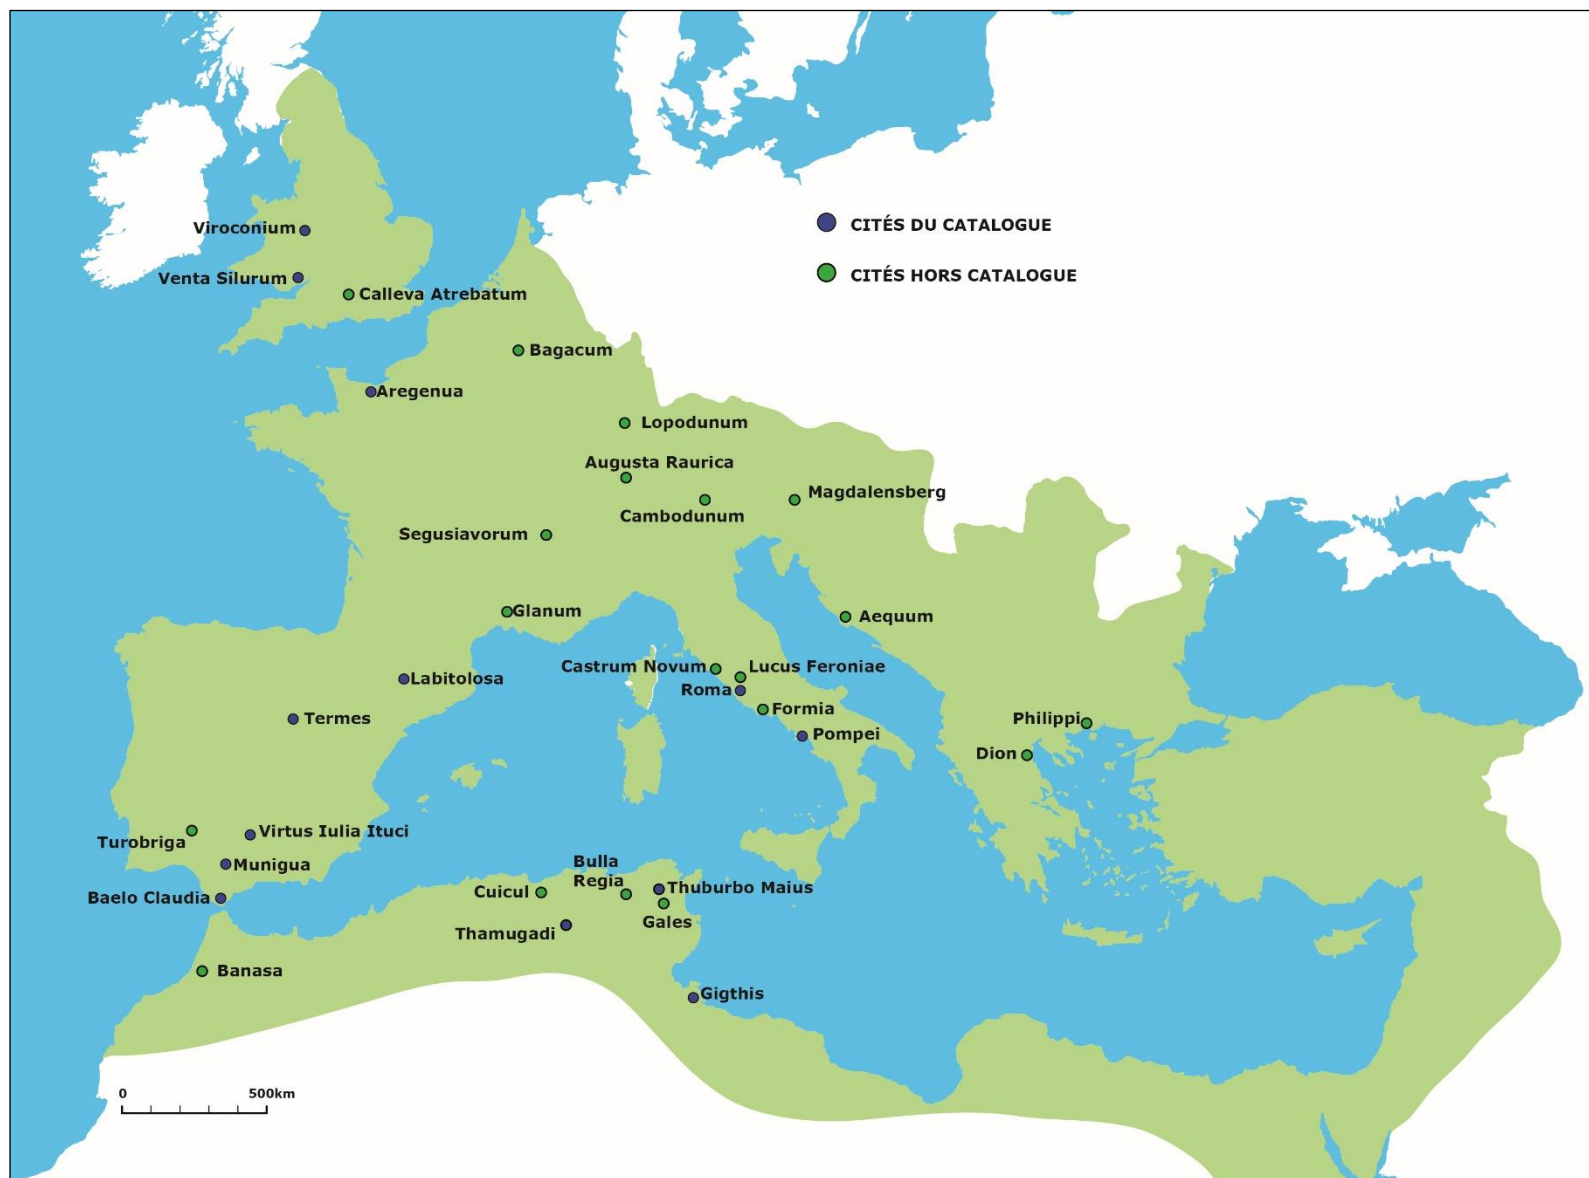 Viroconium
CITÉS DU CATALOGUE
Venta Silurum
CITÉS HORS CATALOGUE
Calleva Atrebatum
Bagacum
Aregenua
Lopodunum
Augusta Raurica
Magdalensberg
Cambodunum
Segusiavorum
Glanum
Aequum
Castrum Novum
Lucus Feroniae
Labitolosa
Roma
Formia
Termes
Philippi
Pompei
Dion
Virtus Iulia Ituci
Turobriga
Munigua
Bulla
Regia
Thuburbo Maius
Cuicul
Baelo Claudia
Gales
Thamugadi
Banasa
Gigthis
0 500km